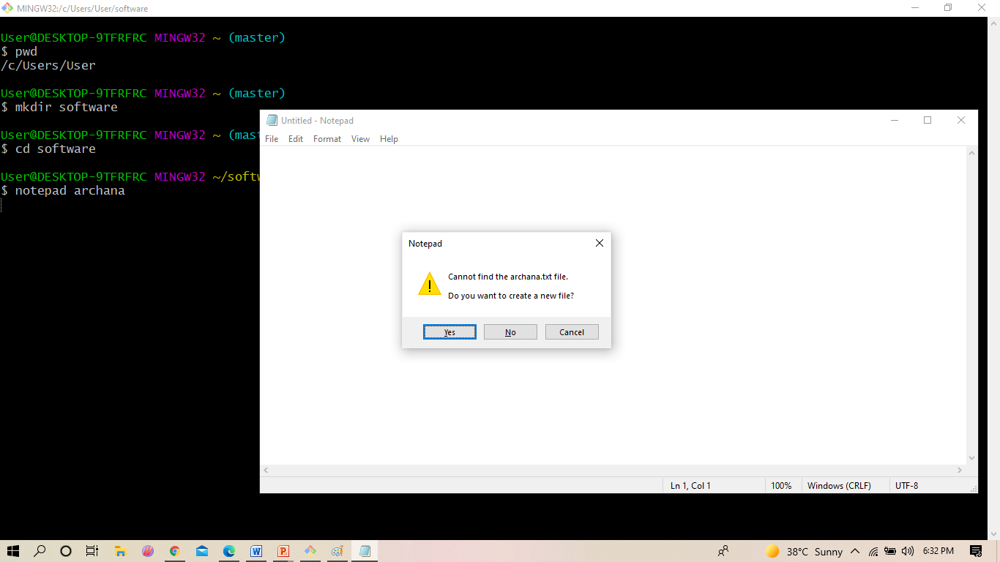 MINGW32:/c/Users/User/software
User@DESKTOP-9TFRFRC MINGW32 ~ (master)
$ pwd
/c/Users/User
User@DESKTOP-9TFRFRC MINGW32 ~ (master)
$ mkdir software
User@DESKTOP-9TFRFRC MINGW32 ~ (mast
$ cd software
User@DESKTOP-9TFRFRC MINGW32 ~/softw
$ notepad archana
Untitled - Notepad
File Edit Format View Help
Notepad
Cannot find the archana.txt file.
Do you want to create a new file?
Yes No Cancel
Ln 1, Col 1 100% Windows (CRLF) UTF-8
38°C Sunny 6:32 PM